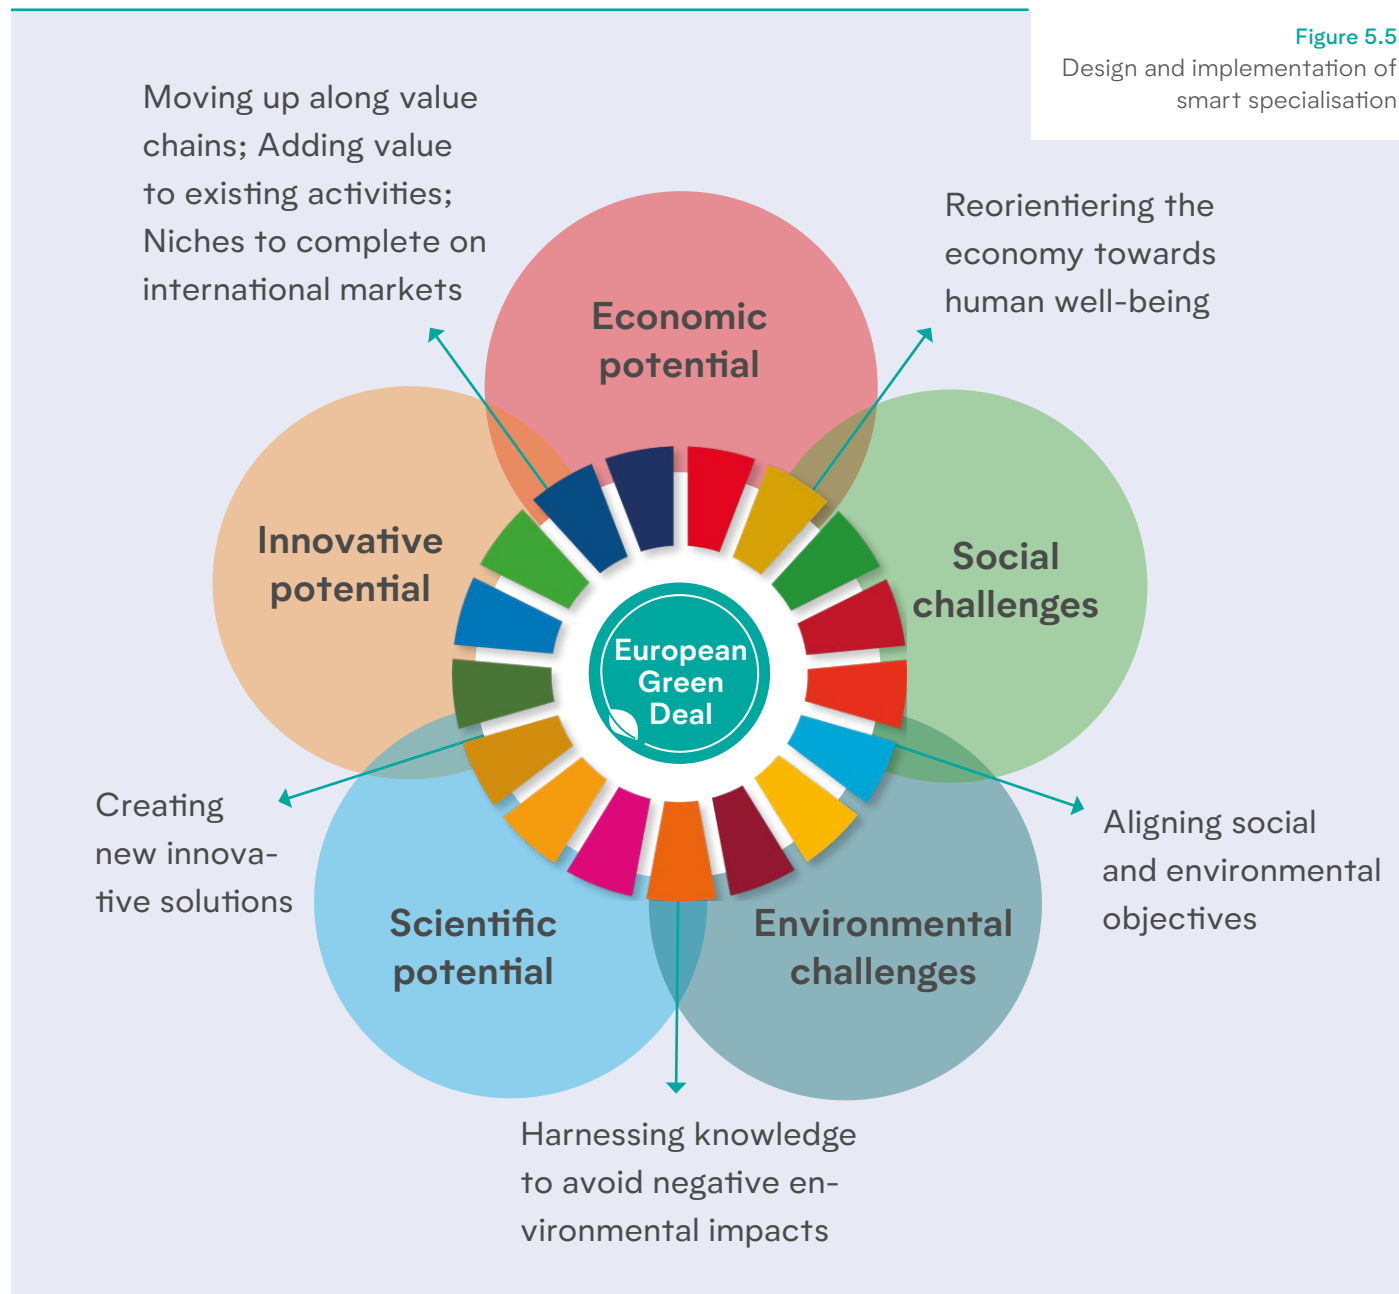 Figure 5.5
Design and implementation of
smart specialisation
Moving up along value
chains; Adding value
to existing activities;
Niches to complete on
international markets
Reorientiering the
economy towards
human well-being
Economic
potential
Innovative
potential
Social
challenges
European
Green
Deal
Creating
new innova-
tive solutions
Aligning social
and environmental
objectives
Scientific
potential
Environmental
challenges
Harnessing knowledge
to avoid negative en-
vironmental impacts